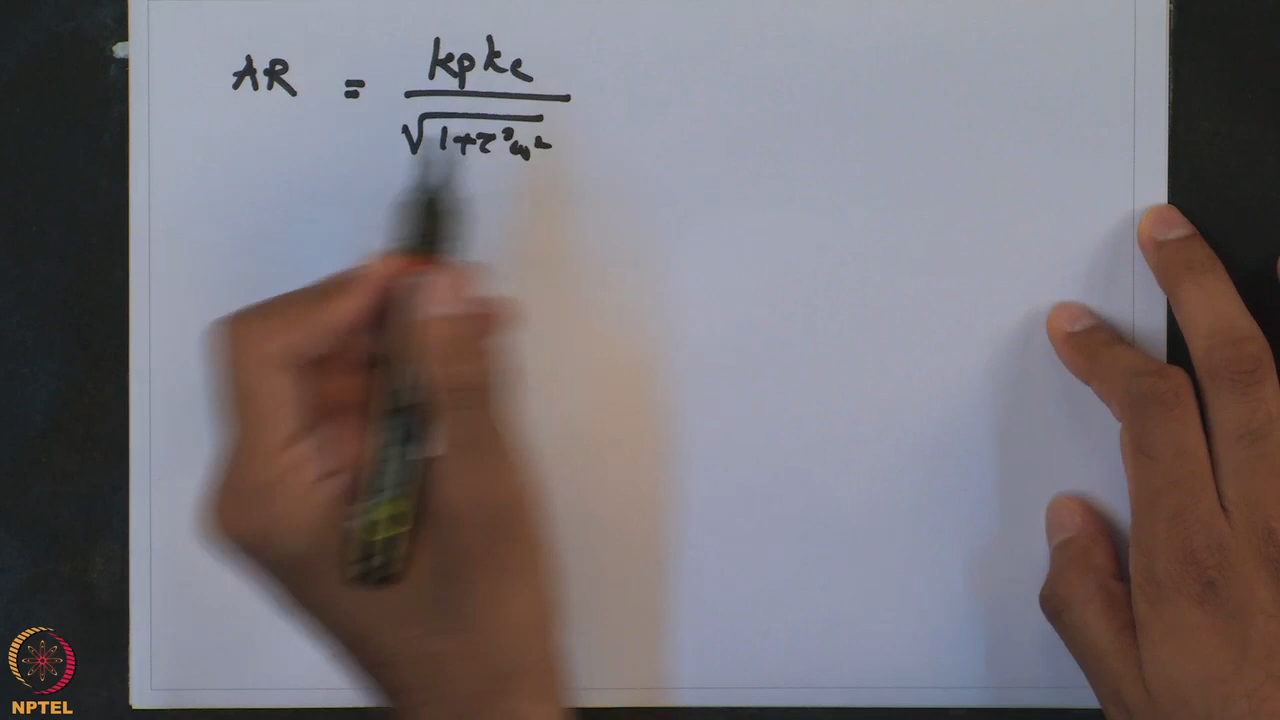 AR = kpkc
√1+τ²ω²
NPTEL